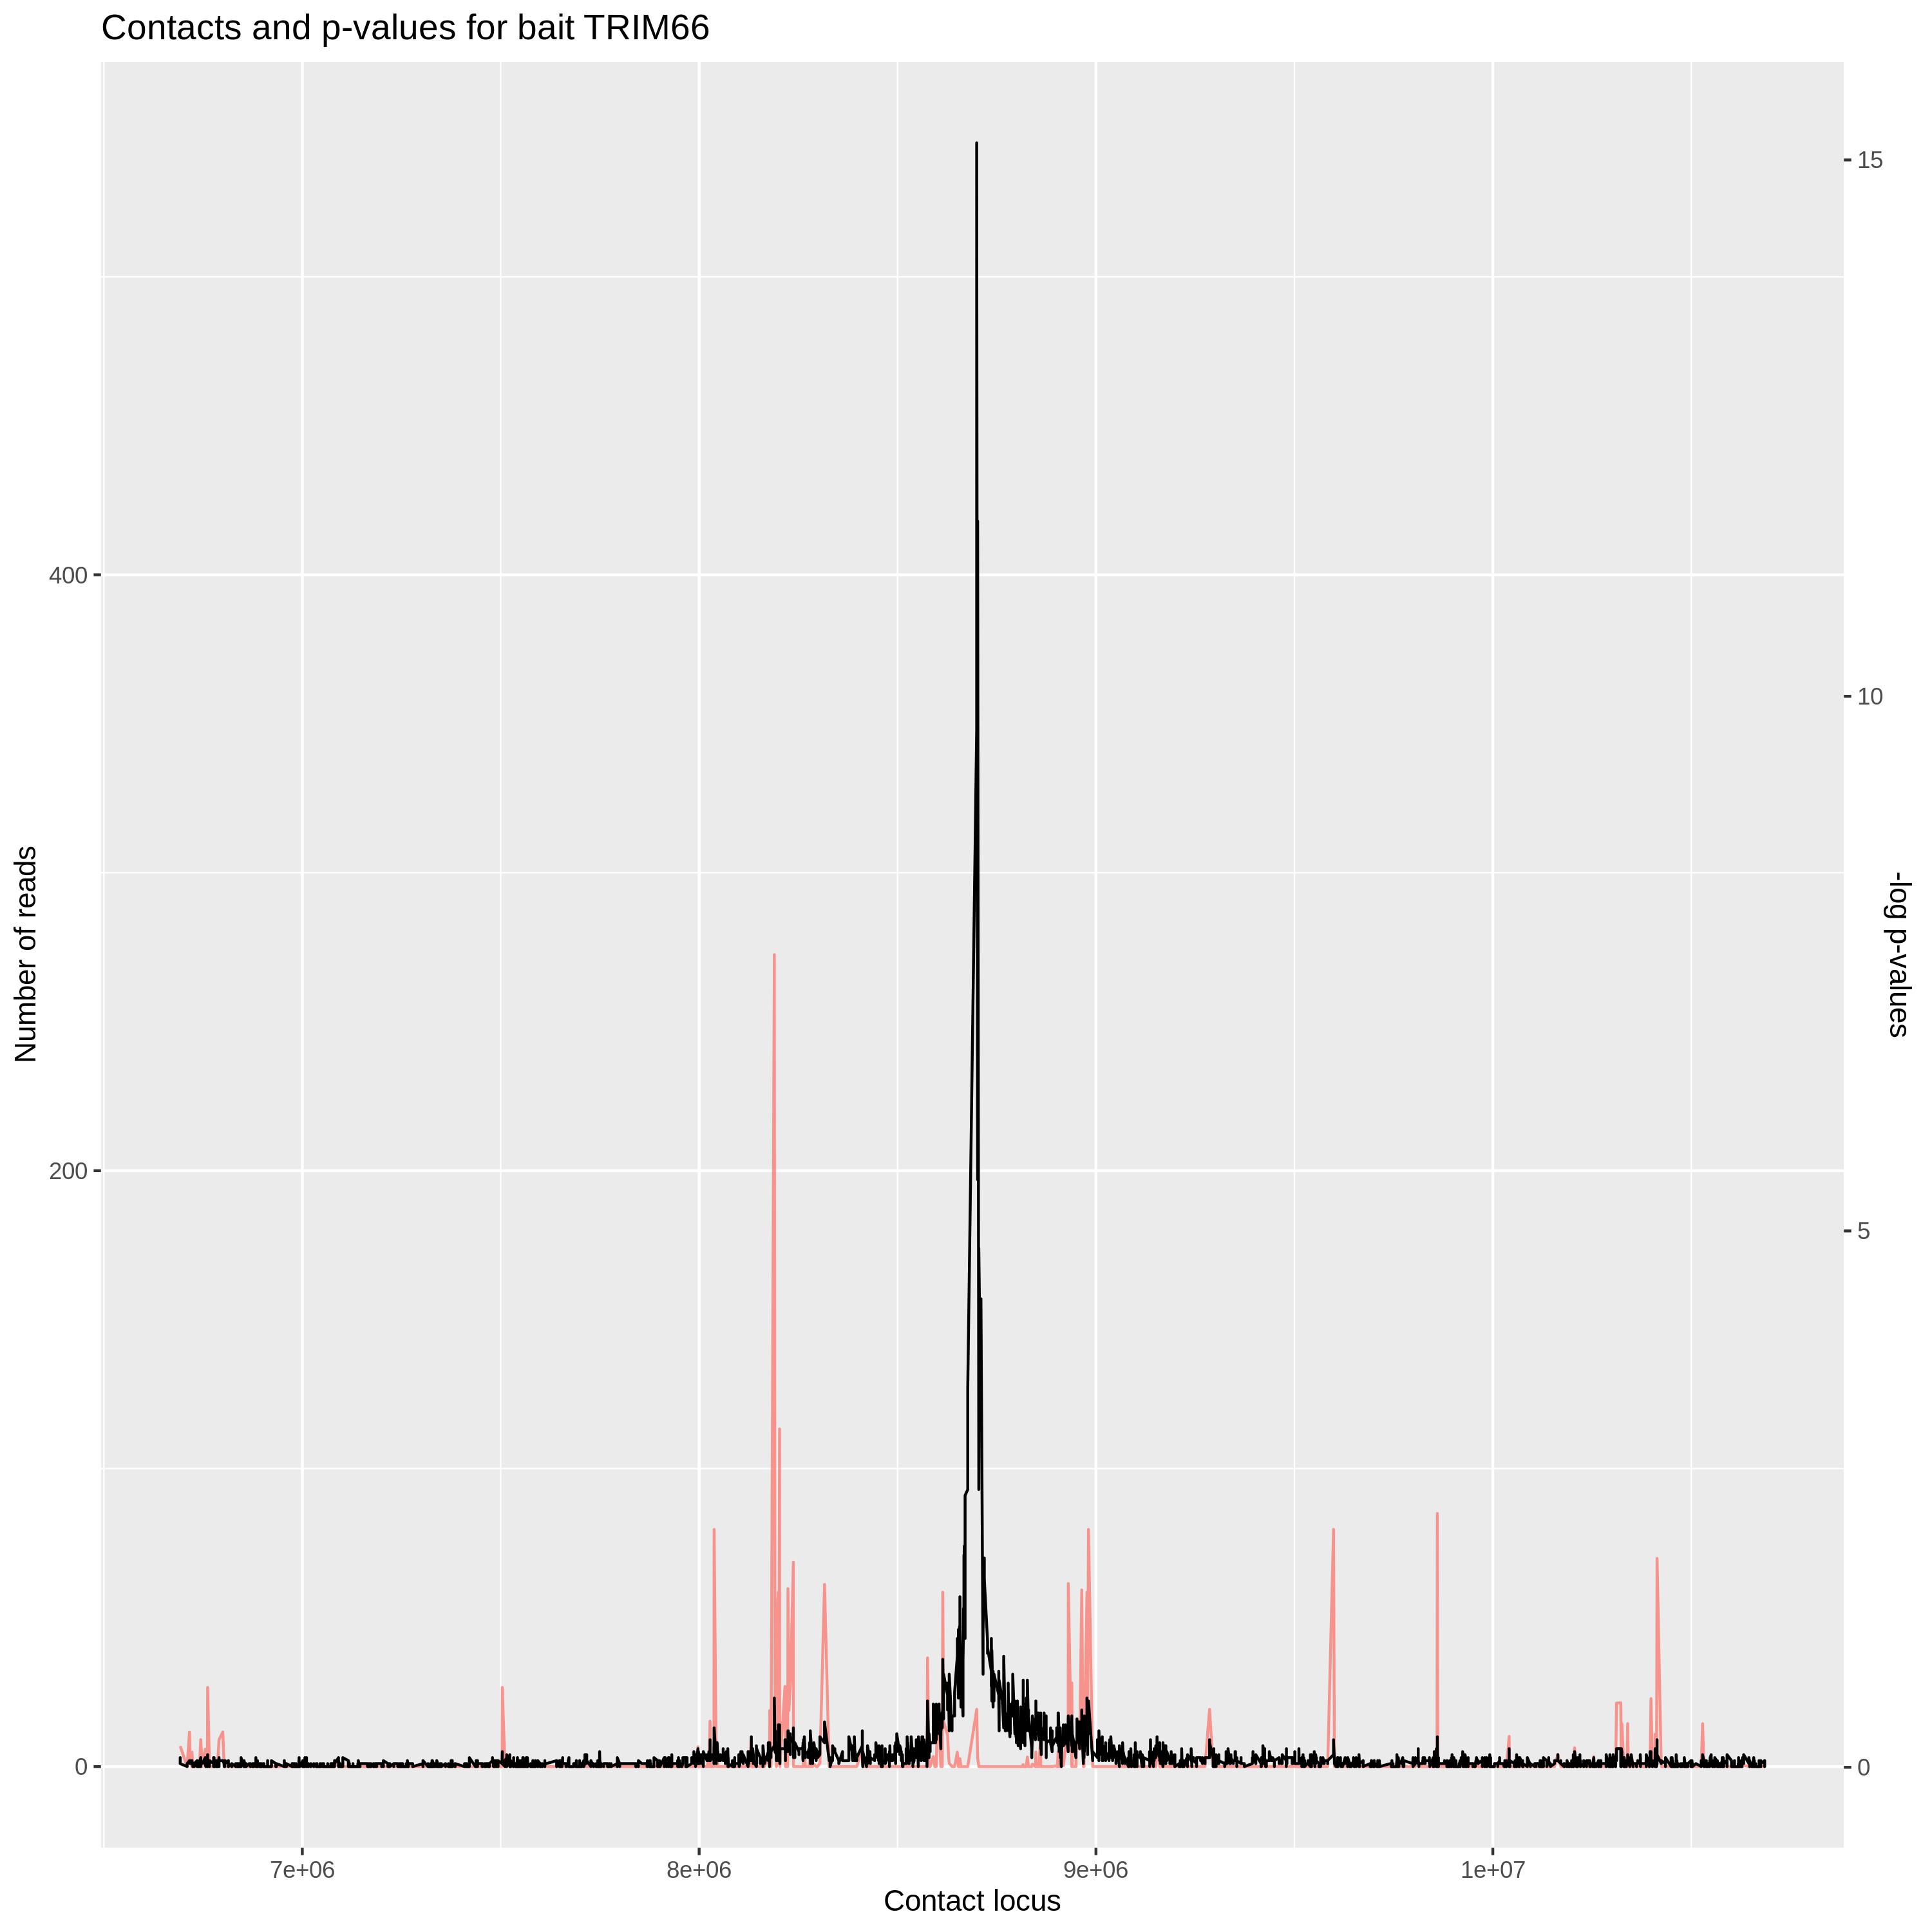 Contacts and p-values for bait TRIM66
15
400
10
Number of reads
-log p-values
200
5
0
0
7e+06
8e+06
9e+06
1e+07
Contact locus